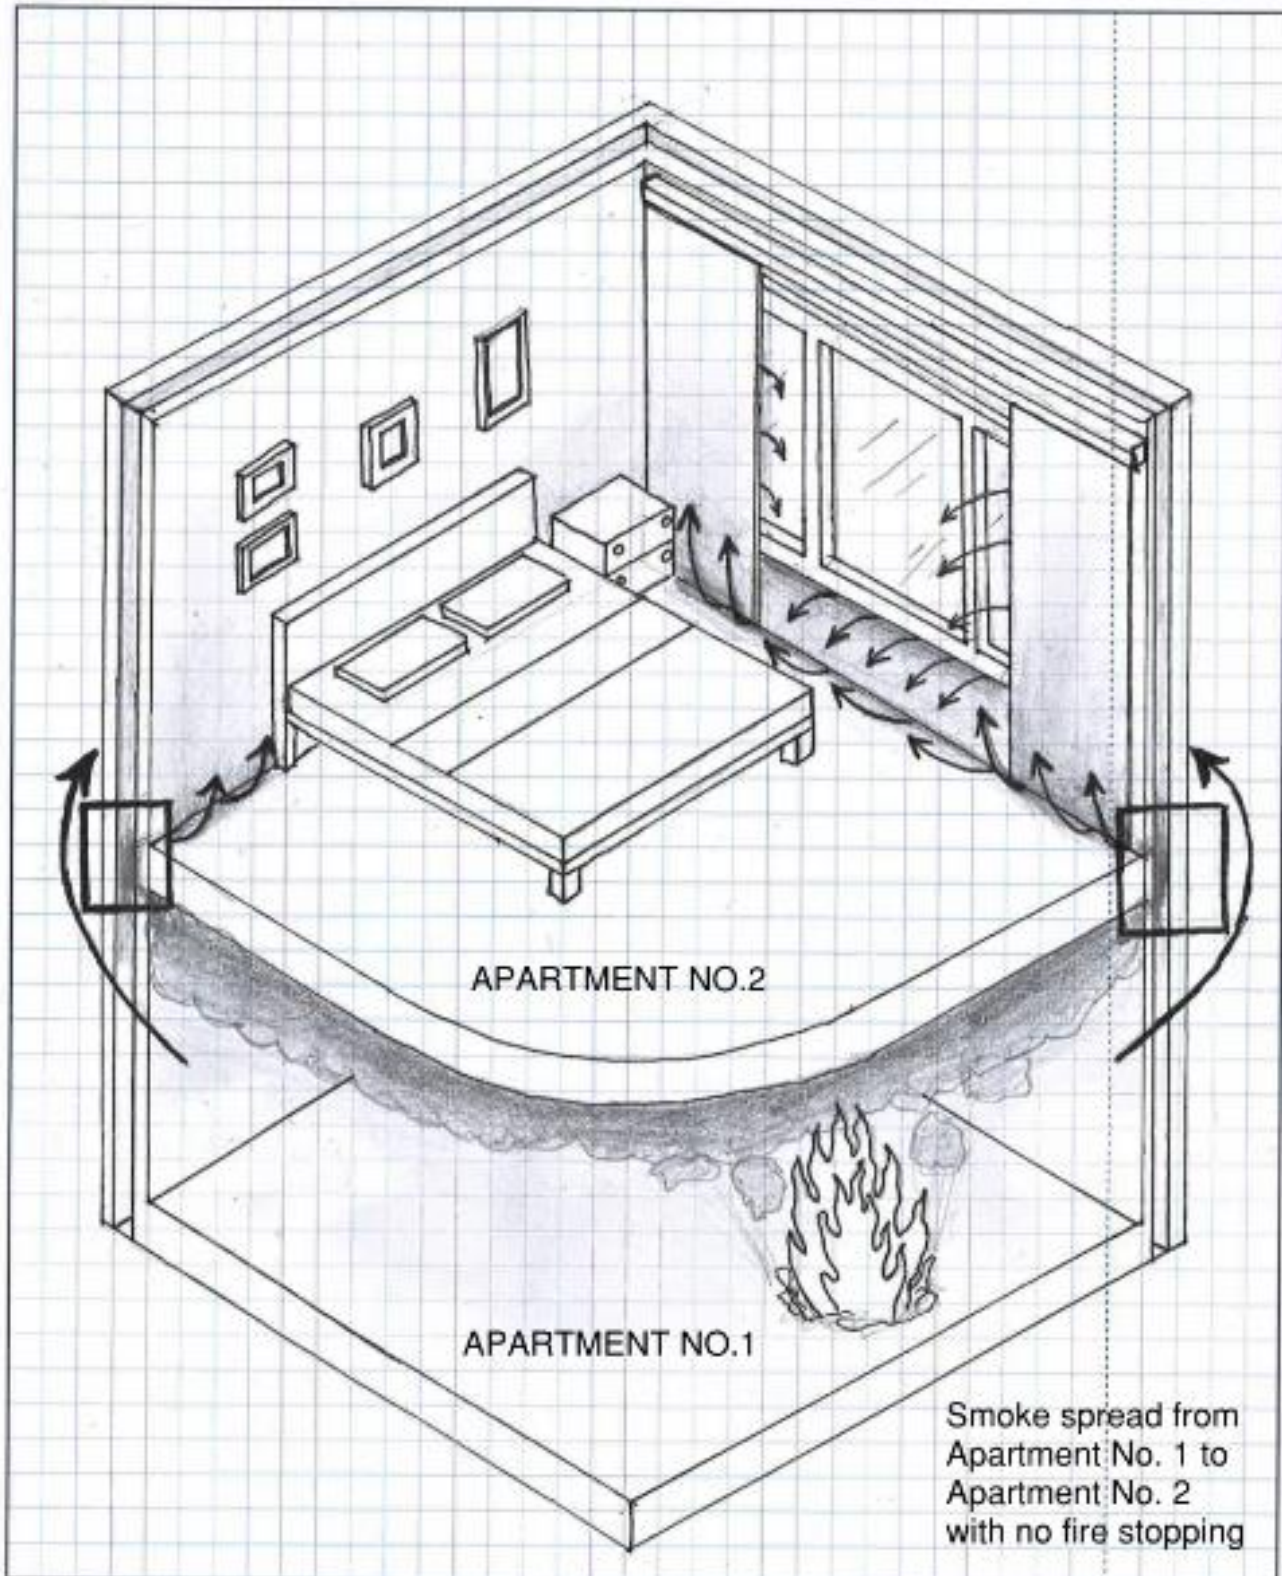 APARTMENT NO.2
APARTMENT NO.1
Smoke spread from
Apartment No. 1 to
Apartment No. 2
with no fire stopping